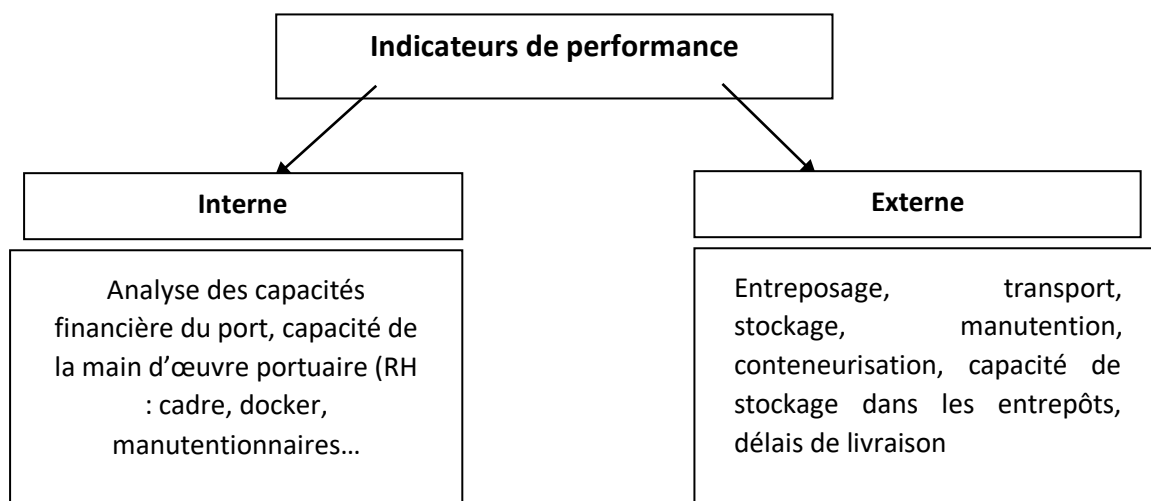 Indicateurs de performance
Interne
Analyse des capacités
financière du port, capacité de
la main d’œuvre portuaire (RH
: cadre, docker,
manutentionnaires…
Externe
Entreposage, transport,
stockage, manutention,
conteneurisation, capacité de
stockage dans les entrepôts,
délais de livraison